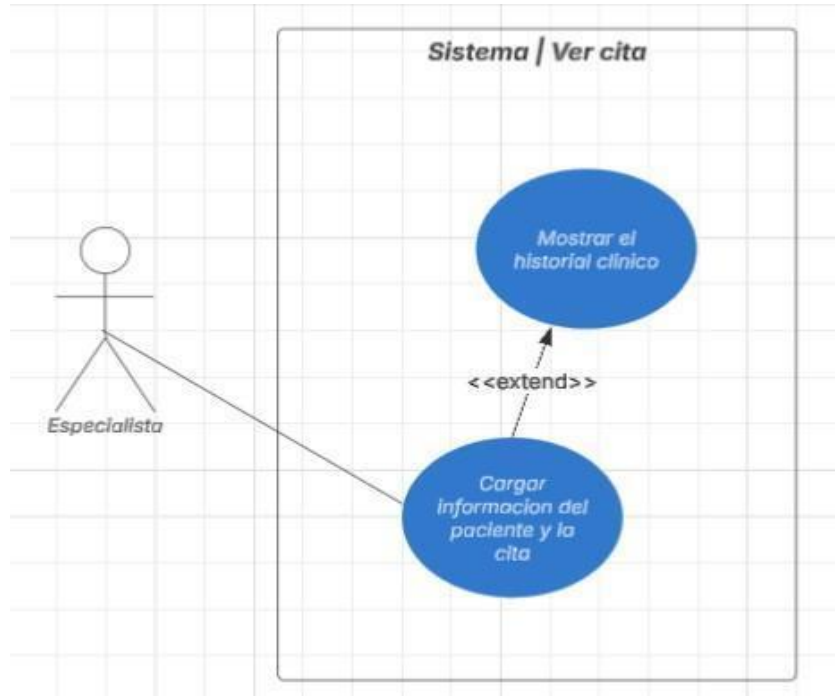 Sistema | Ver cita
Mostrar el
historial clinico
<<extend>>
Especialista
Cargar
informacion del
paciente y la
cita